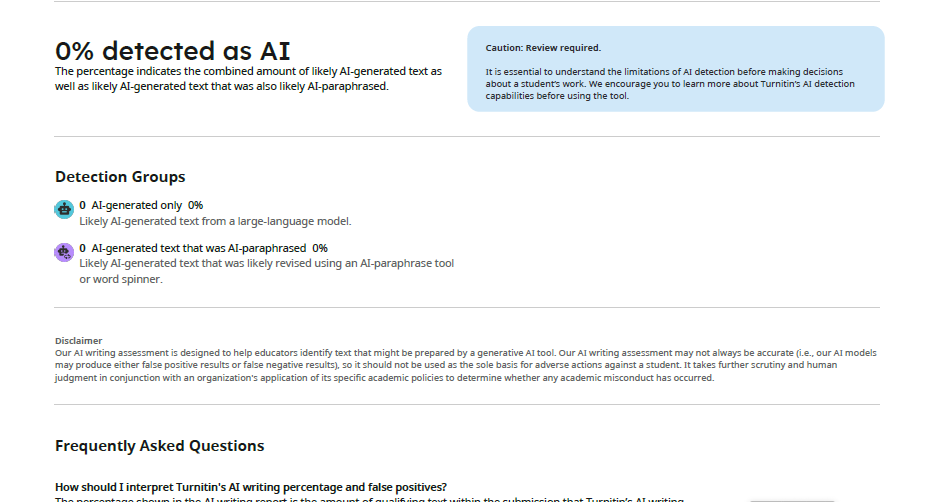 0% detected as AI
The percentage indicates the combined amount of likely AI-generated text as
well as likely AI-generated text that was also likely AI-paraphrased.
Caution: Review required.
It is essential to understand the limitations of AI detection before making decisions
about a student's work. We encourage you to learn more about Turnitin's AI detection
capabilities before using the tool.
Detection Groups
0 AI-generated only 0%
Likely AI-generated text from a large-language model.
0 AI-generated text that was AI-paraphrased 0%
Likely AI-generated text that was likely revised using an AI-paraphrase tool
or word spinner.
Disclaimer
Our AI writing assessment is designed to help educators identify text that might be prepared by a generative AI tool. Our AI writing assessment may not always be accurate (i.e., our AI models
may produce either false positive results or false negative results), so it should not be used as the sole basis for adverse actions against a student. It takes further scrutiny and human
judgment in conjunction with an organization's application of its specific academic policies to determine whether any academic misconduct has occurred.
Frequently Asked Questions
How should I interpret Turnitin's AI writing percentage and false positives?
The percentage shown in the AI writing report is the amount of qualifying text within the submission that Turnitin's AI writing